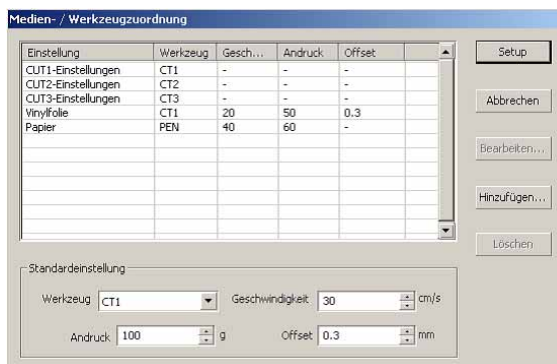 Medien- / Werkzeugzuordnung
Einstellung Werkzeug Gesch... Andruck Offset
CUT1-Einstellungen CT1 - - -
CUT2-Einstellungen CT2 - - -
CUT3-Einstellungen CT3 - - -
Vinylfolie CT1 20 50 0.3
Papier PEN 40 60 -
Setup
Abbrechen
Bearbeiten...
Hinzufügen...
Löschen
Standardeinstellung
Werkzeug CT1 Geschwindigkeit 30 cm/s
Andruck 100 g Offset 0.3 mm